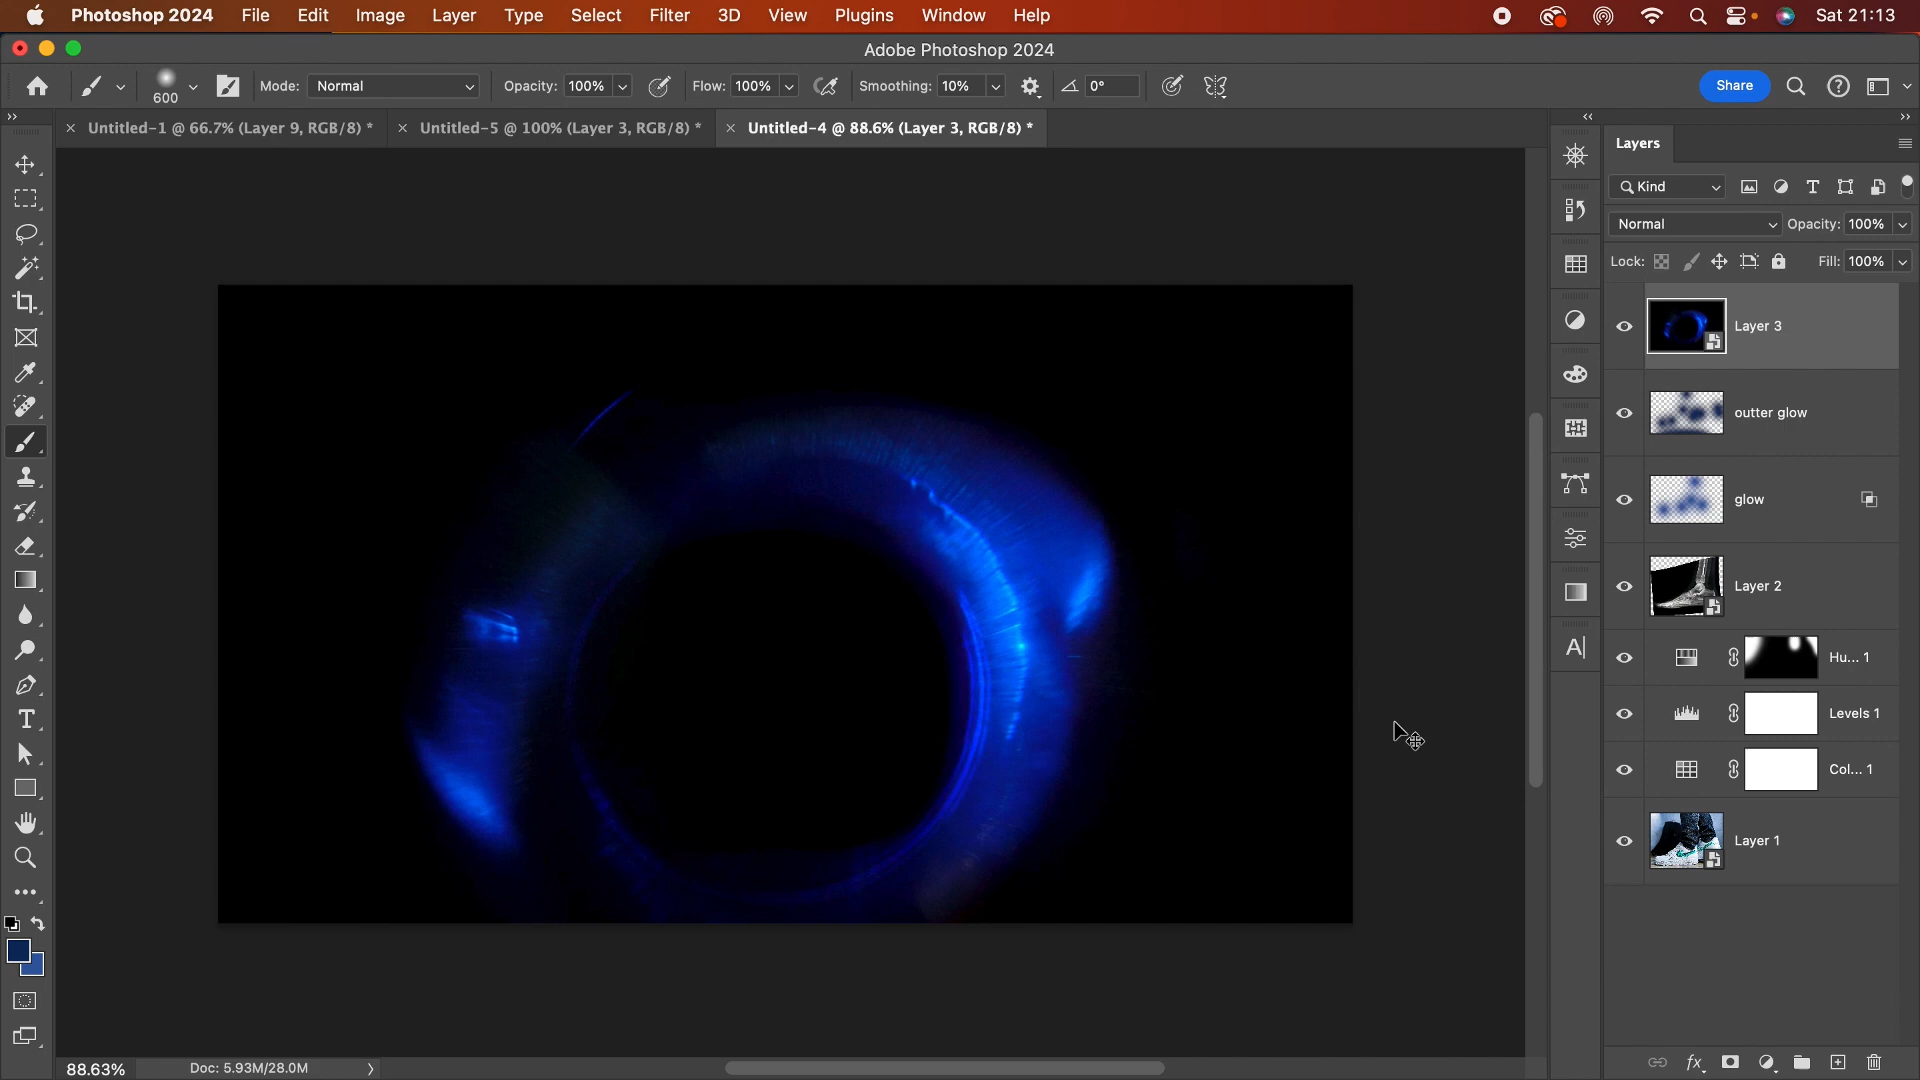 Photoshop 2024 File Edit Image Layer Type Select Filter 3D View Plugins Window Help Sat 21:13
Adobe Photoshop 2024
600 Mode: Normal Opacity: 100% Flow: 100% Smoothing: 10% 0° Share
Untitled-1 @ 66.7% (Layer 9, RGB/8) * Untitled-5 @ 100% (Layer 3, RGB/8) * Untitled-4 @ 88.6% (Layer 3, RGB/8) *
Layers
Kind
Normal Opacity: 100%
Lock: Fill: 100%
Layer 3
outter glow
glow
Layer 2
Hu... 1
Levels 1
Col... 1
Layer 1
88.63% Doc: 5.93M/28.0M